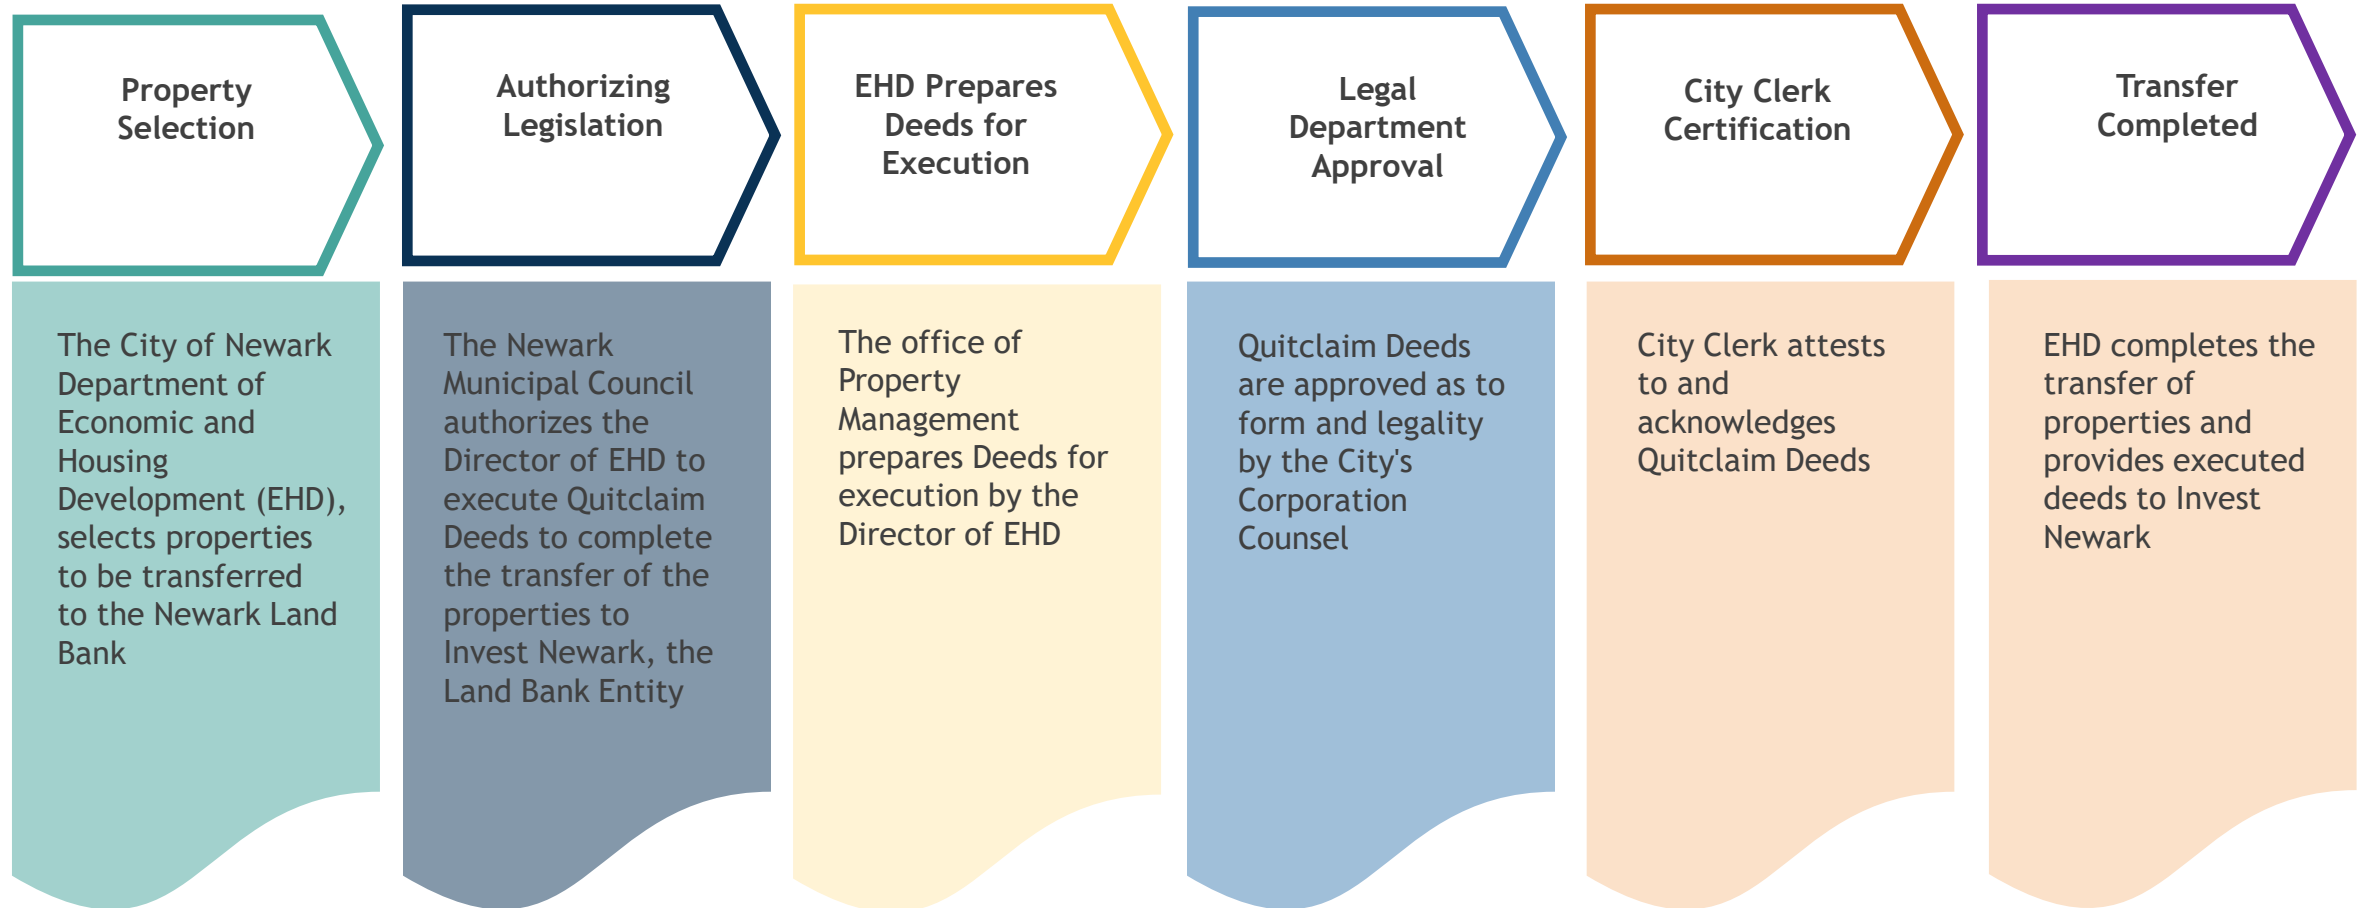 Property
Selection
The City of Newark
Department of
Economic and
Housing
Development (EHD),
selects properties
to be transferred
to the Newark Land
Bank
Authorizing
Legislation
The Newark
Municipal Council
authorizes the
Director of EHD to
execute Quitclaim
Deeds to complete
the transfer of the
properties to
Invest Newark, the
Land Bank Entity
EHD Prepares
Deeds for
Execution
The office of
Property
Management
prepares Deeds for
execution by the
Director of EHD
Legal
Department
Approval
Quitclaim Deeds
are approved as to
form and legality
by the City's
Corporation
Counsel
City Clerk
Certification
City Clerk attests
to and
acknowledges
Quitclaim Deeds
Transfer
Completed
EHD completes the
transfer of
properties and
provides executed
deeds to Invest
Newark